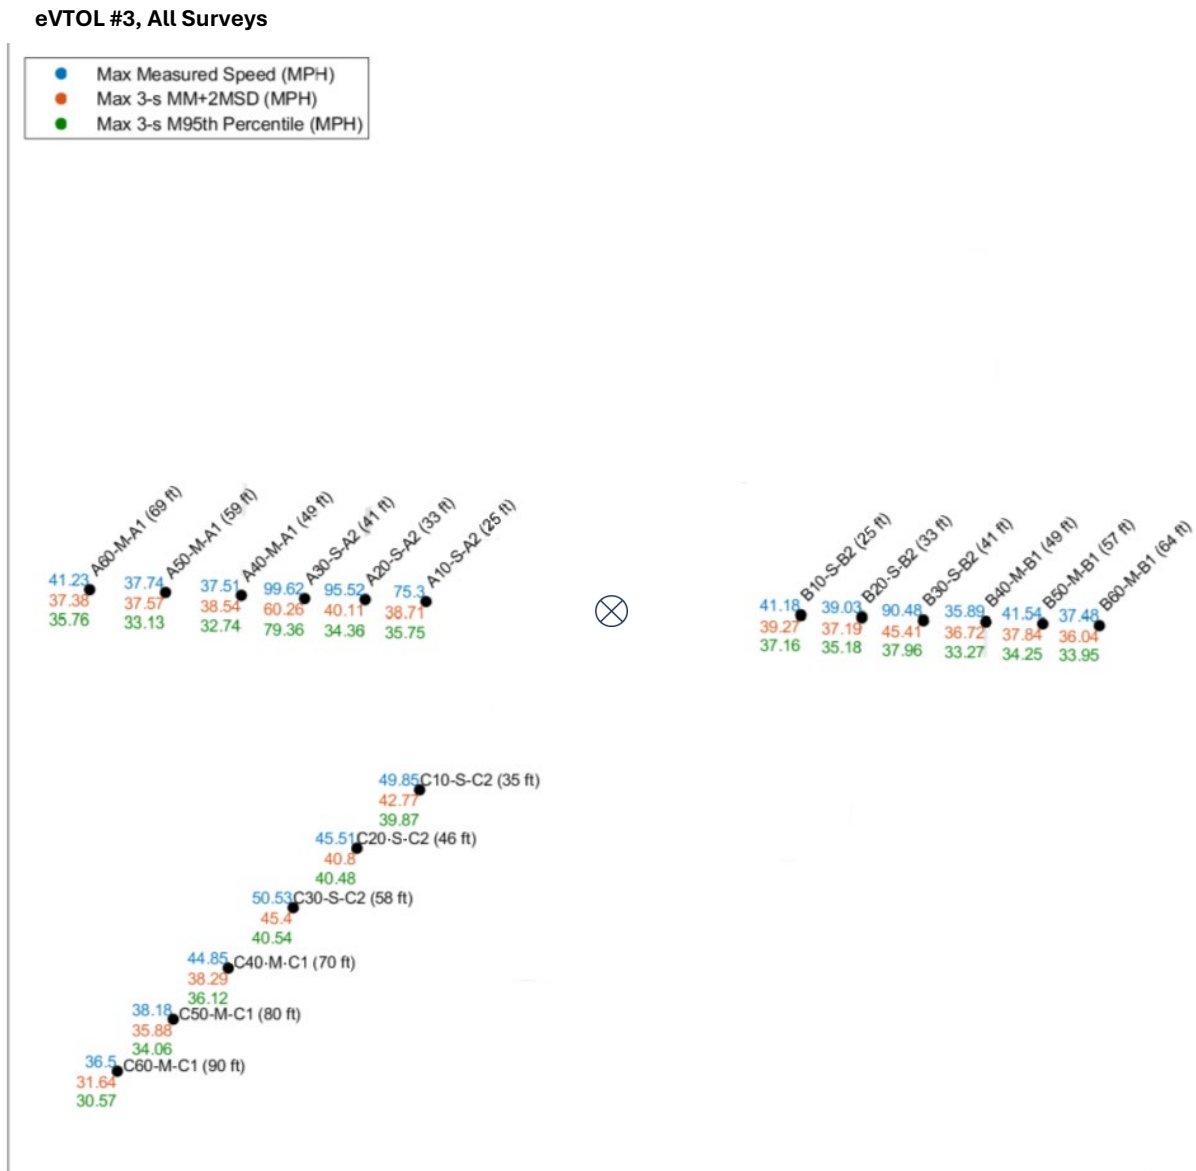 eVTOL #3, All Surveys
Max Measured Speed (MPH)
Max 3-s MM+2MSD (MPH)
Max 3-s M95th Percentile (MPH)
A60-M-A1 (69 ft)
41.23
37.38
35.76
A50-M-A1 (59 ft)
37.74
37.57
33.13
A40-M-A1 (49 ft)
37.51
38.54
32.74
A30-S-A2 (41 ft)
99.62
60.26
79.36
A20-S-A2 (33 ft)
95.52
40.11
34.36
A10-S-A2 (25 ft)
75.3
38.71
35.75
B10-S-B2 (25 ft)
41.18
39.27
37.16
B20-S-B2 (33 ft)
39.03
37.19
35.18
B30-S-B2 (41 ft)
90.48
45.41
37.96
B40-M-B1 (49 ft)
35.89
36.72
33.27
B50-M-B1 (57 ft)
41.54
37.84
34.25
B60-M-B1 (64 ft)
37.48
36.04
33.95
49.85 C10-S-C2 (35 ft)
42.77
39.87
45.51 C20-S-C2 (46 ft)
40.8
40.48
50.53 C30-S-C2 (58 ft)
45.4
40.54
44.85 C40-M-C1 (70 ft)
38.29
36.12
38.18 C50-M-C1 (80 ft)
35.88
34.06
36.5 C60-M-C1 (90 ft)
31.64
30.57